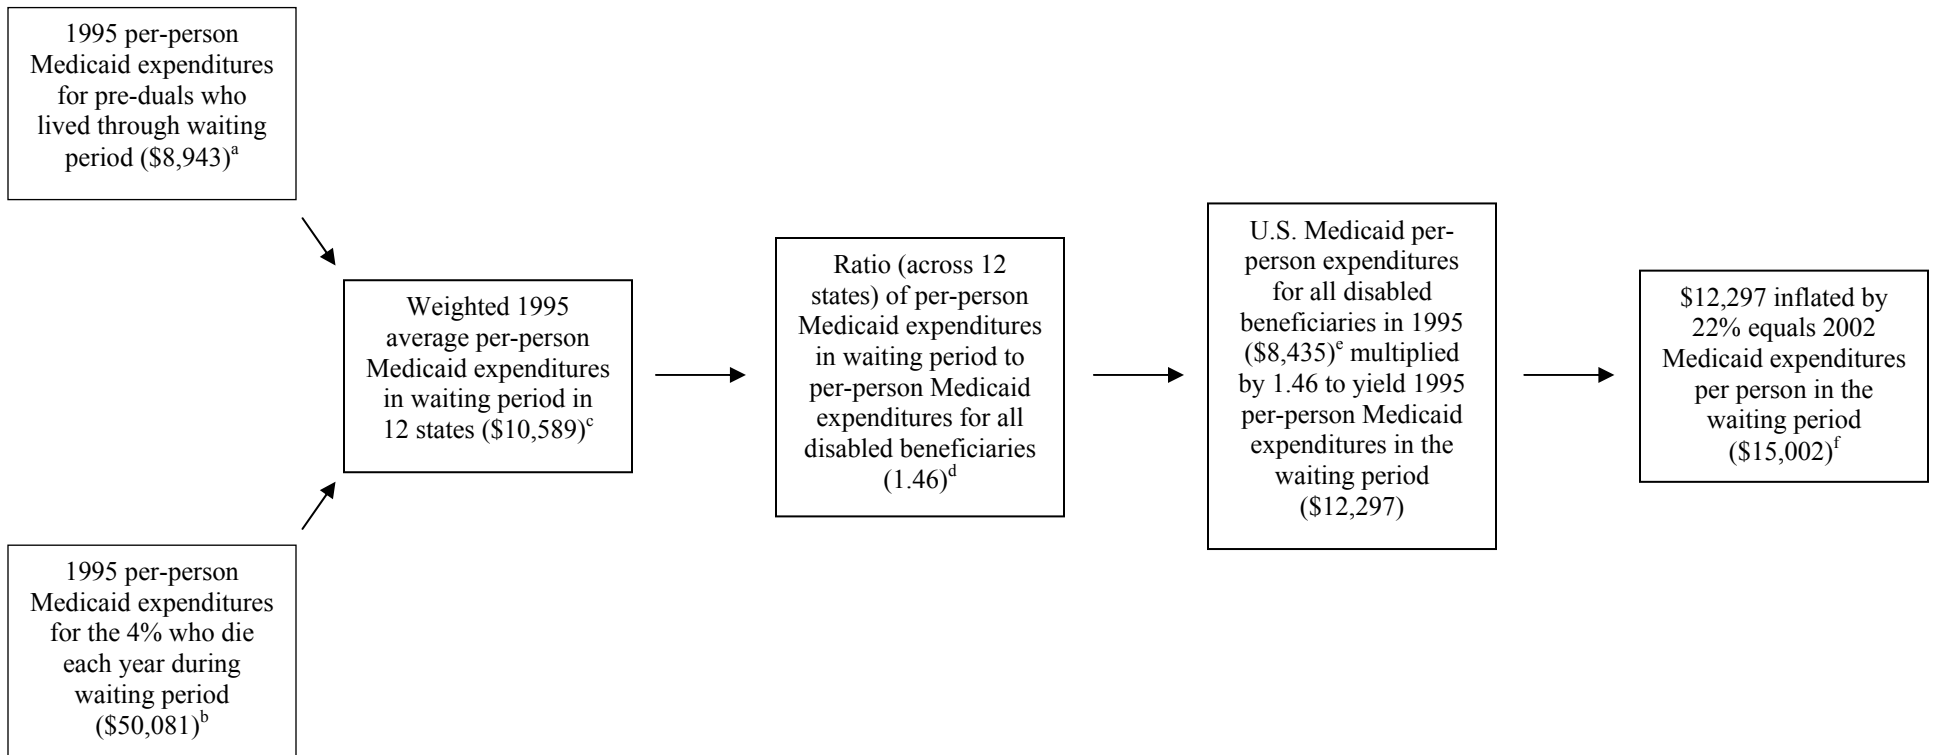 1995 per-person
Medicaid expenditures
for pre-duals who
lived through waiting
period ($8,943)a
1995 per-person
Medicaid expenditures
for the 4% who die
each year during
waiting period
($50,081)b
Weighted 1995
average per-person
Medicaid expenditures
in waiting period in
12 states ($10,589)c
Ratio (across 12
states) of per-person
Medicaid expenditures
in waiting period to
per-person Medicaid
expenditures for all
disabled beneficiaries
(1.46)d
U.S. Medicaid per-
person expenditures
for all disabled
beneficiaries in 1995
($8,435)e multiplied
by 1.46 to yield 1995
per-person Medicaid
expenditures in the
waiting period
($12,297)
$12,297 inflated by
22% equals 2002
Medicaid expenditures
per person in the
waiting period
($15,002)f